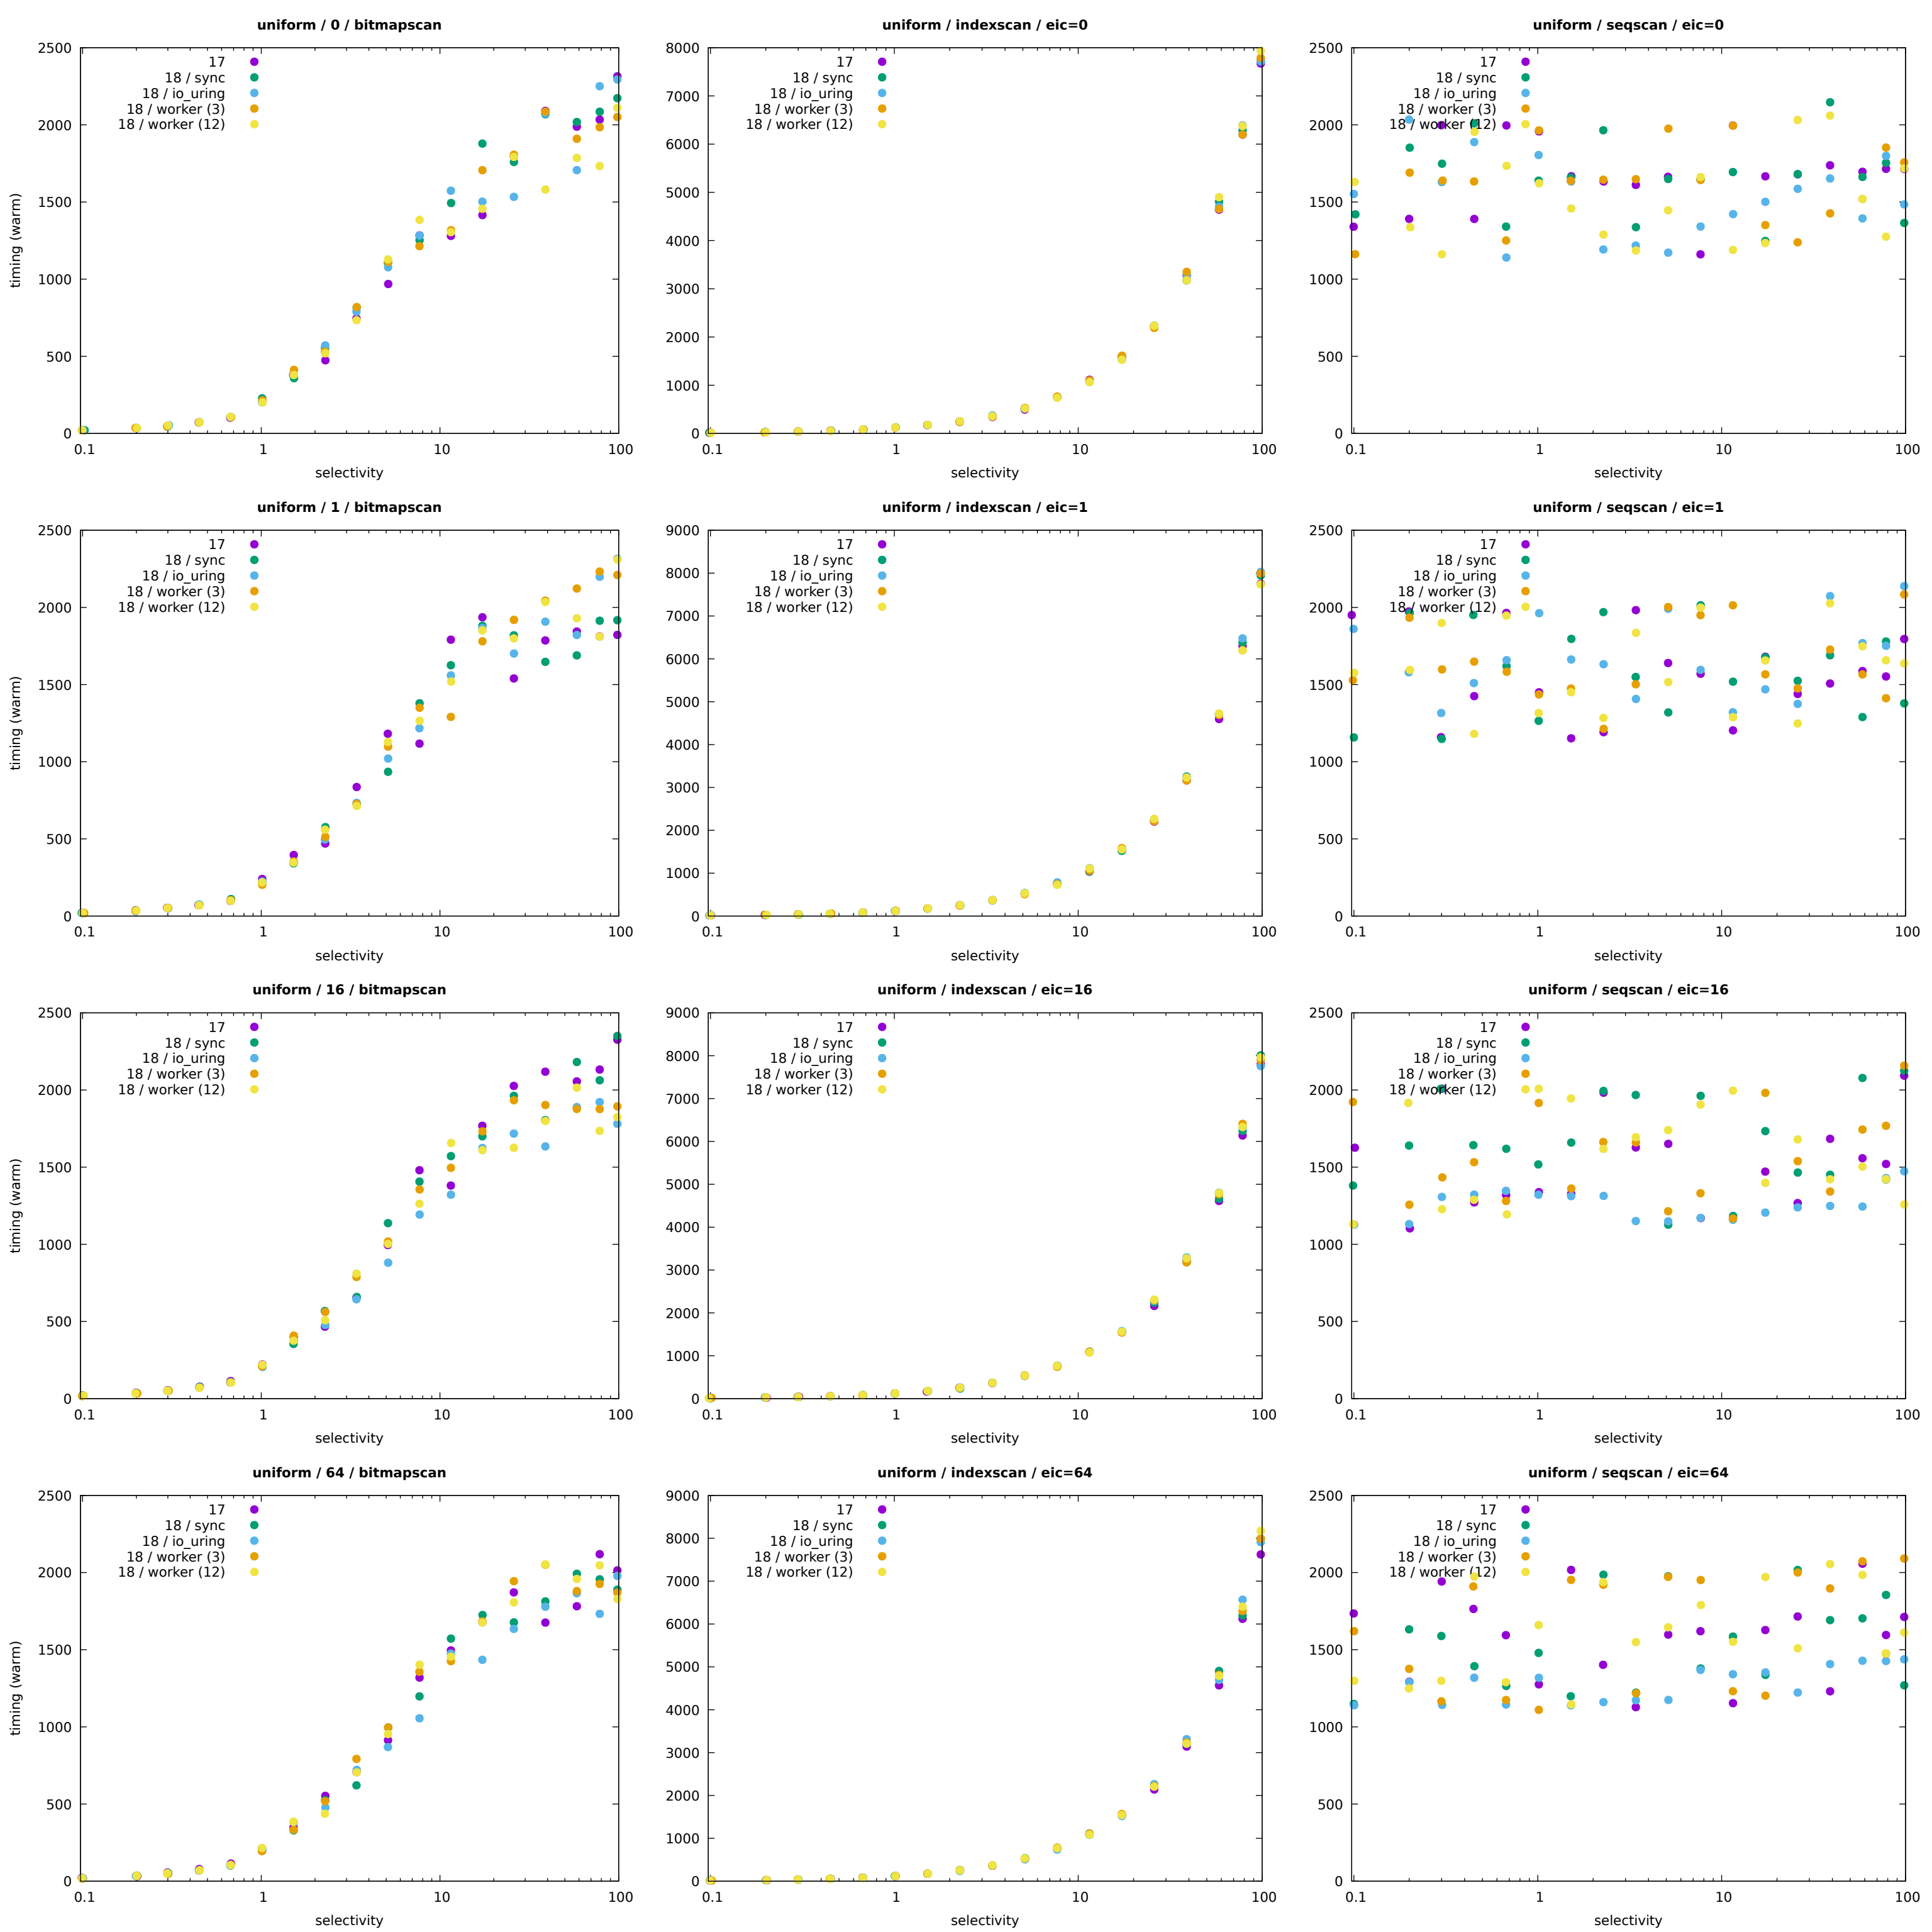 uniform / 0 / bitmapscan
timing (warm)
2500
2000
1500
1000
500
0
17
18 / sync
18 / io_uring
18 / worker (3)
18 / worker (12)
0.1 1 10 100
selectivity
uniform / indexscan / eic=0
8000
7000
6000
5000
4000
3000
2000
1000
0
17
18 / sync
18 / io_uring
18 / worker (3)
18 / worker (12)
0.1 1 10 100
selectivity
uniform / seqscan / eic=0
2500
2000
1500
1000
500
0
17
18 / sync
18 / io_uring
18 / worker (3)
18 / worker (12)
0.1 1 10 100
selectivity
uniform / 1 / bitmapscan
timing (warm)
2500
2000
1500
1000
500
0
17
18 / sync
18 / io_uring
18 / worker (3)
18 / worker (12)
0.1 1 10 100
selectivity
uniform / indexscan / eic=1
9000
8000
7000
6000
5000
4000
3000
2000
1000
0
17
18 / sync
18 / io_uring
18 / worker (3)
18 / worker (12)
0.1 1 10 100
selectivity
uniform / seqscan / eic=1
2500
2000
1500
1000
500
0
17
18 / sync
18 / io_uring
18 / worker (3)
18 / worker (12)
0.1 1 10 100
selectivity
uniform / 16 / bitmapscan
timing (warm)
2500
2000
1500
1000
500
0
17
18 / sync
18 / io_uring
18 / worker (3)
18 / worker (12)
0.1 1 10 100
selectivity
uniform / indexscan / eic=16
9000
8000
7000
6000
5000
4000
3000
2000
1000
0
17
18 / sync
18 / io_uring
18 / worker (3)
18 / worker (12)
0.1 1 10 100
selectivity
uniform / seqscan / eic=16
2500
2000
1500
1000
500
0
17
18 / sync
18 / io_uring
18 / worker (3)
18 / worker (12)
0.1 1 10 100
selectivity
uniform / 64 / bitmapscan
timing (warm)
2500
2000
1500
1000
500
0
17
18 / sync
18 / io_uring
18 / worker (3)
18 / worker (12)
0.1 1 10 100
selectivity
uniform / indexscan / eic=64
9000
8000
7000
6000
5000
4000
3000
2000
1000
0
17
18 / sync
18 / io_uring
18 / worker (3)
18 / worker (12)
0.1 1 10 100
selectivity
uniform / seqscan / eic=64
2500
2000
1500
1000
500
0
17
18 / sync
18 / io_uring
18 / worker (3)
18 / worker (12)
0.1 1 10 100
selectivity